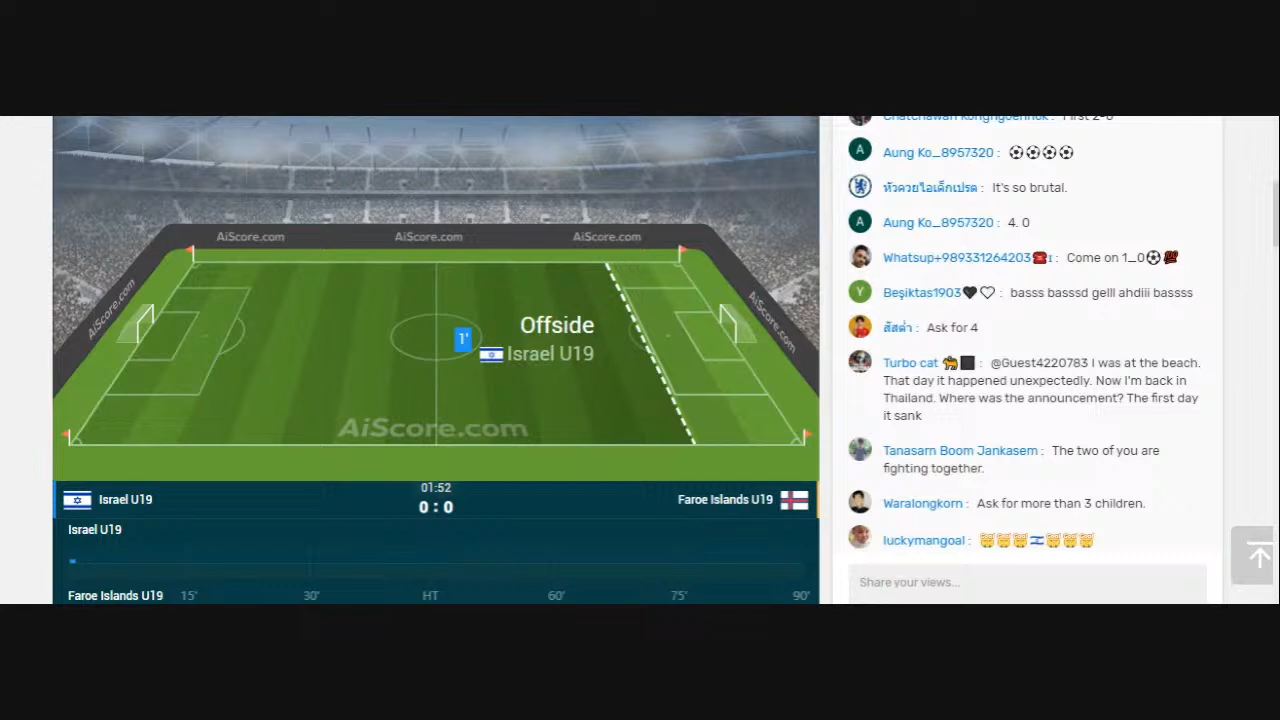 AiScore.com AiScore.com AiScore.com
AiScore.com
AiScore.com
Offside
1'
Israel U19
AiScore.com
Israel U19
01:52
0 : 0
Faroe Islands U19
Israel U19
Faroe Islands U19 15' 30' HT 60' 75' 90'
Aung Ko_8957320 : ⚽⚽⚽⚽
หัวควยไอเด็กเปรต : It's so brutal.
A
Aung Ko_8957320 : 4. 0
A
Whatsup+989331264203☎️ɪ : Come on 1_0⚽💯
Y
Beşiktas1903🖤🤍 : basss basssd gelll ahdiii bassss
สัสดำ : Ask for 4
Turbo cat 🐈⬛ : @Guest4220783 I was at the beach.
That day it happened unexpectedly. Now I'm back in
Thailand. Where was the announcement? The first day
it sank
Tanasarn Boom Jankasem : The two of you are
fighting together.
Waralongkorn : Ask for more than 3 children.
luckymangoal :
Share your views...